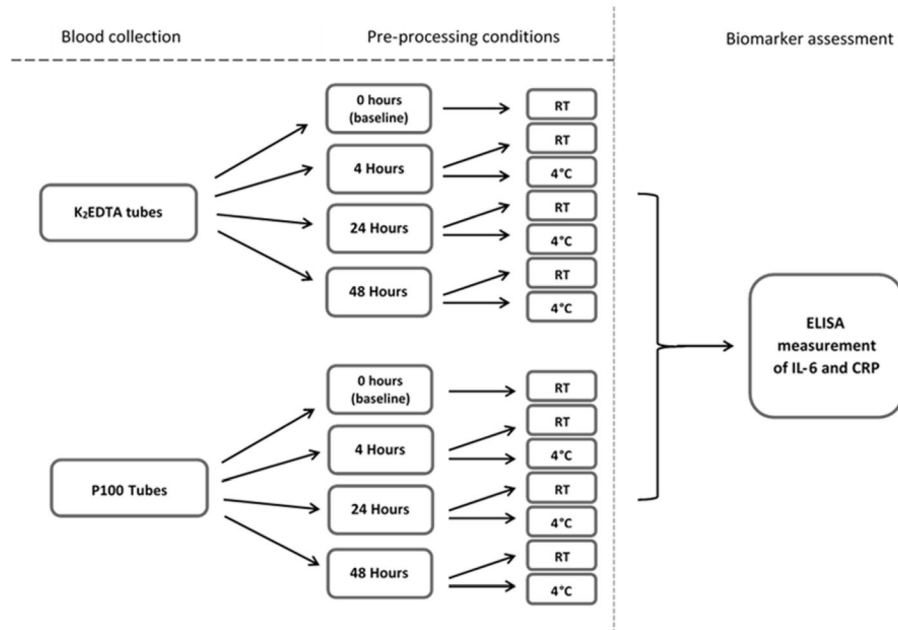 Blood collection
Pre-processing conditions
Biomarker assessment
K₂EDTA tubes
0 hours
(baseline)
RT
4 Hours
RT
4°C
24 Hours
RT
4°C
48 Hours
RT
4°C
P100 Tubes
0 hours
(baseline)
RT
4 Hours
RT
4°C
24 Hours
RT
4°C
48 Hours
RT
4°C
ELISA
measurement
of IL-6 and CRP